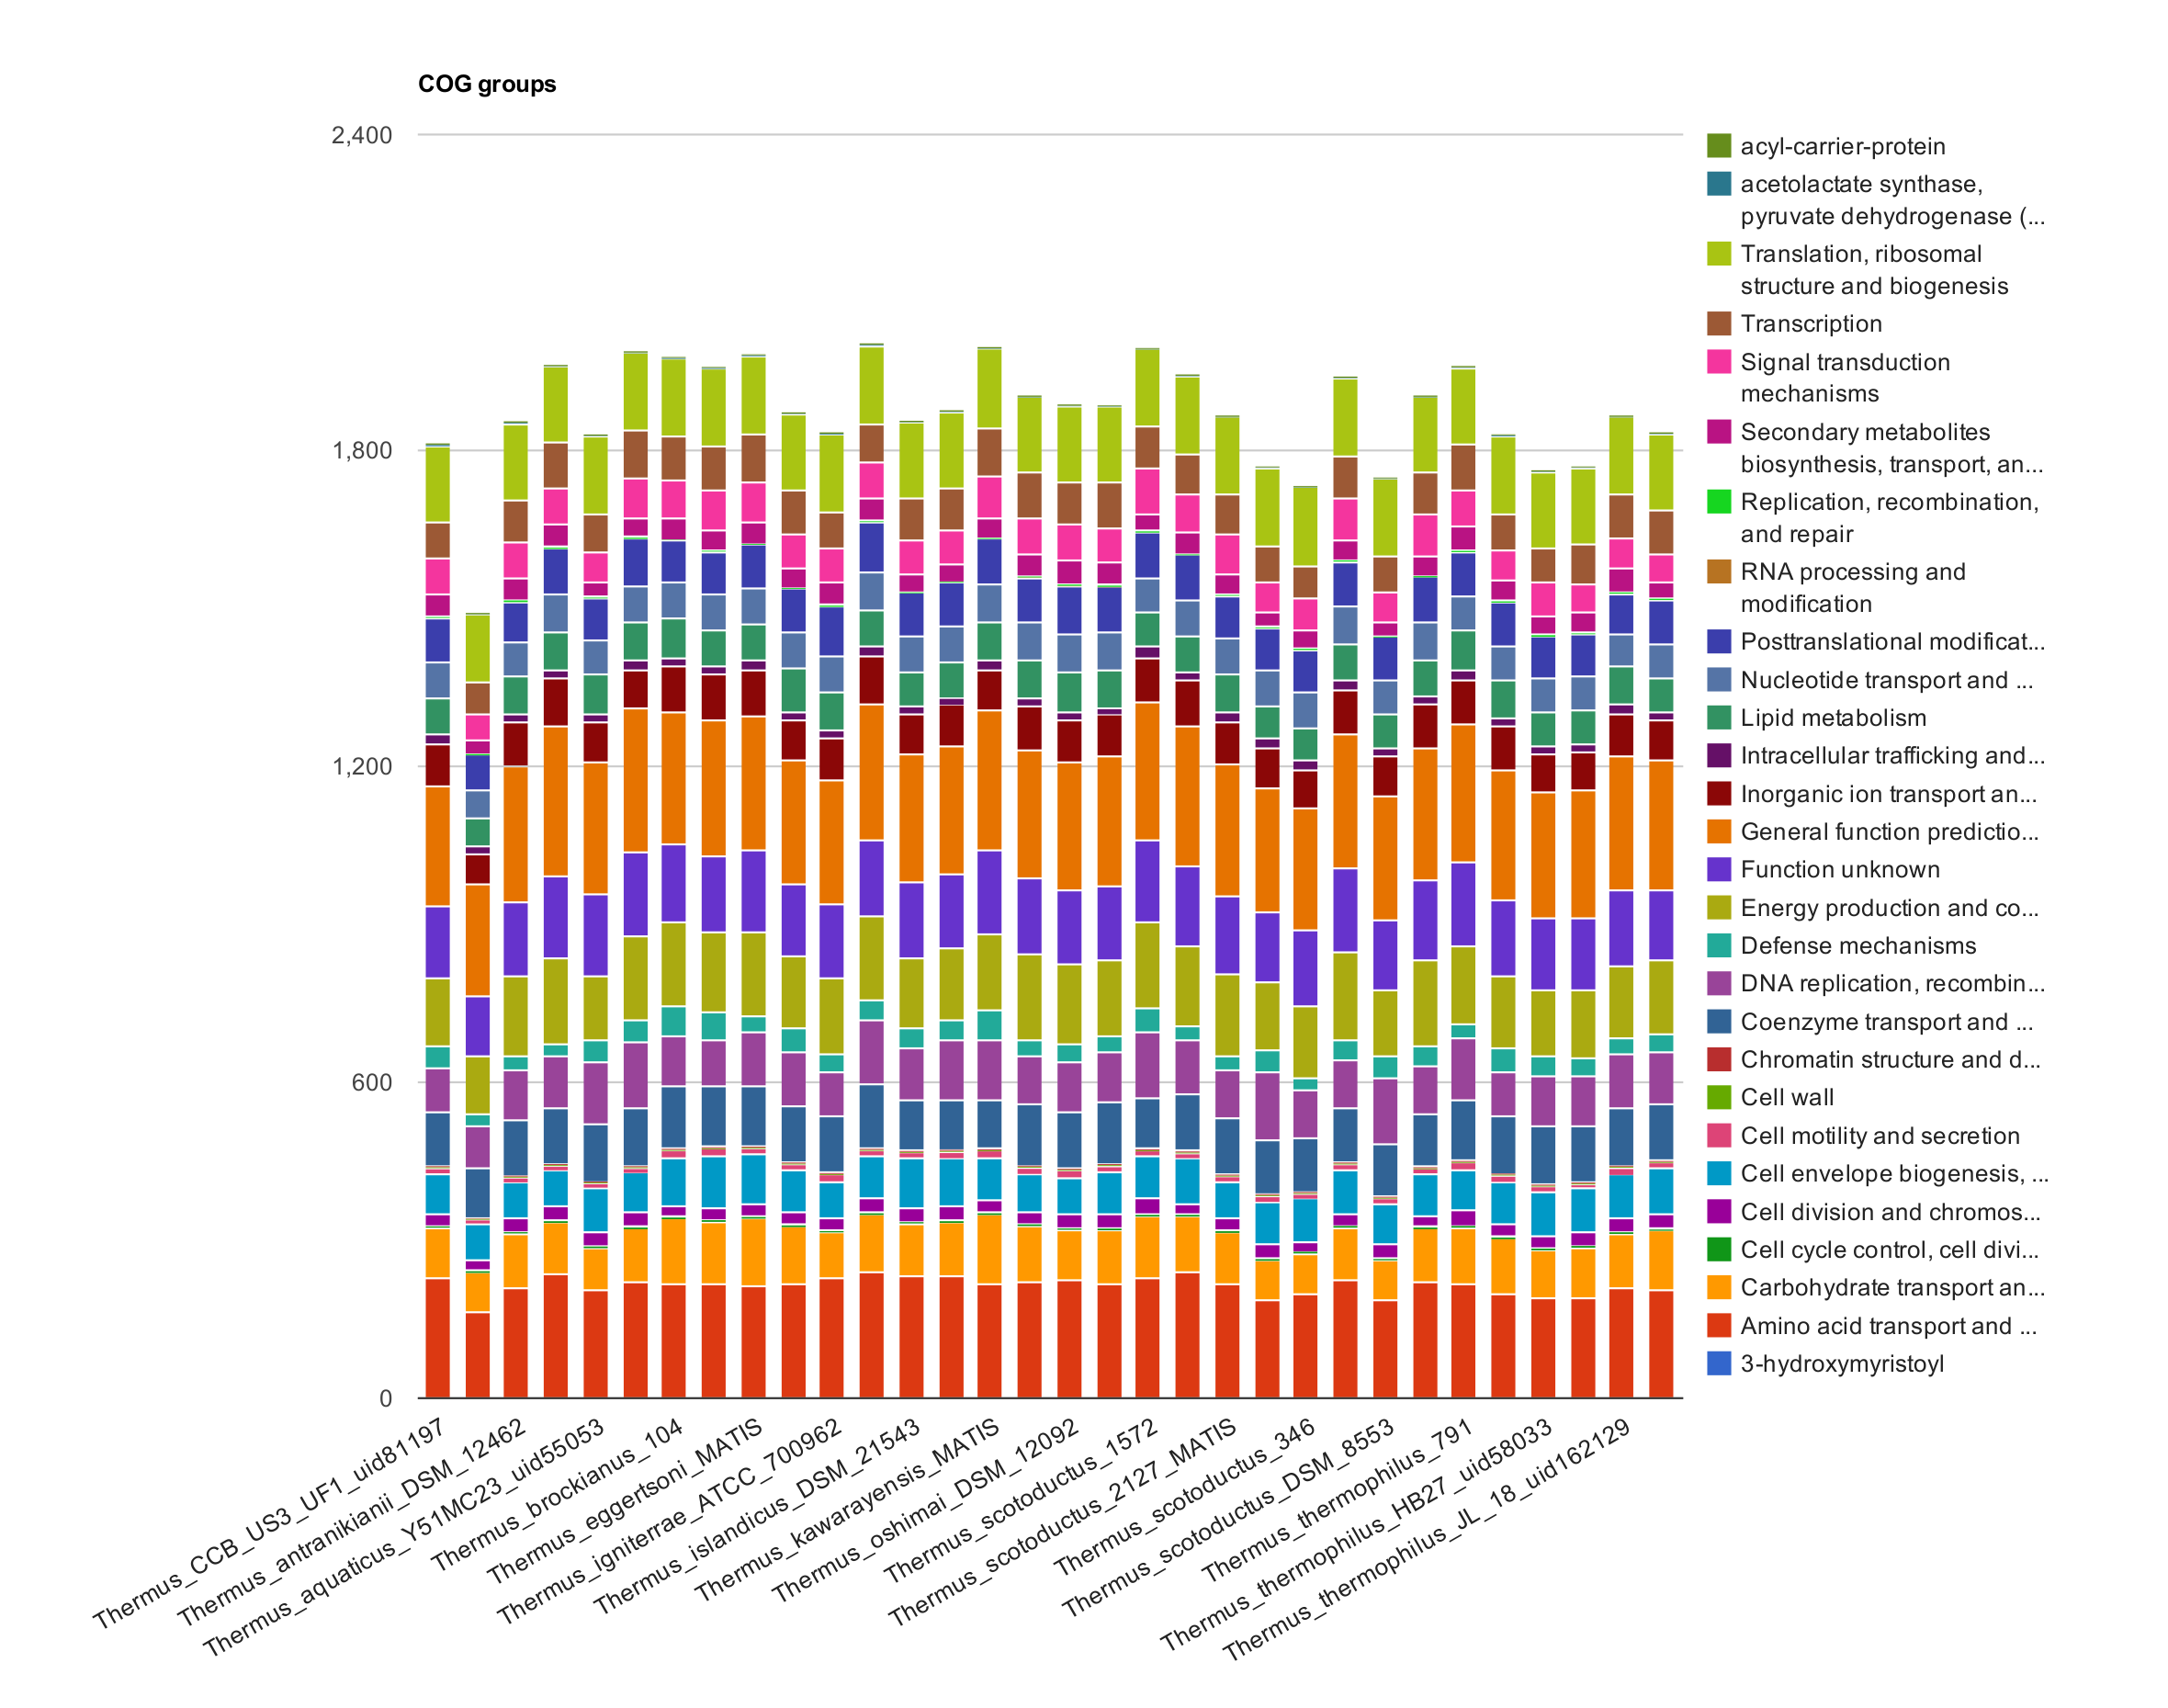 COG groups
2,400
1,800
1,200
600
0
acyl-carrier-protein
acetolactate synthase,
pyruvate dehydrogenase (...
Translation, ribosomal
structure and biogenesis
Transcription
Signal transduction
mechanisms
Secondary metabolites
biosynthesis, transport, an...
Replication, recombination,
and repair
RNA processing and
modification
Posttranslational modificat...
Nucleotide transport and ...
Lipid metabolism
Intracellular trafficking and...
Inorganic ion transport an...
General function predictio...
Function unknown
Energy production and co...
Defense mechanisms
DNA replication, recombin...
Coenzyme transport and ...
Chromatin structure and d...
Cell wall
Cell motility and secretion
Cell envelope biogenesis, ...
Cell division and chromos...
Cell cycle control, cell divi...
Carbohydrate transport an...
Amino acid transport and ...
3-hydroxymyristoyl
Thermus_CCB_US3_UF1_uid81197
Thermus_antranikianii_DSM_12462
Thermus_aquaticus_Y51MC23_uid55053
Thermus_brockianus_104
Thermus_eggertsoni_MATIS
Thermus_igniterrae_ATCC_700962
Thermus_islandicus_DSM_21543
Thermus_kawarayensis_MATIS
Thermus_oshimai_DSM_12092
Thermus_scotoductus_1572
Thermus_scotoductus_2127_MATIS
Thermus_scotoductus_346
Thermus_scotoductus_DSM_8553
Thermus_thermophilus_791
Thermus_thermophilus_HB27_uid58033
Thermus_thermophilus_JL_18_uid162129